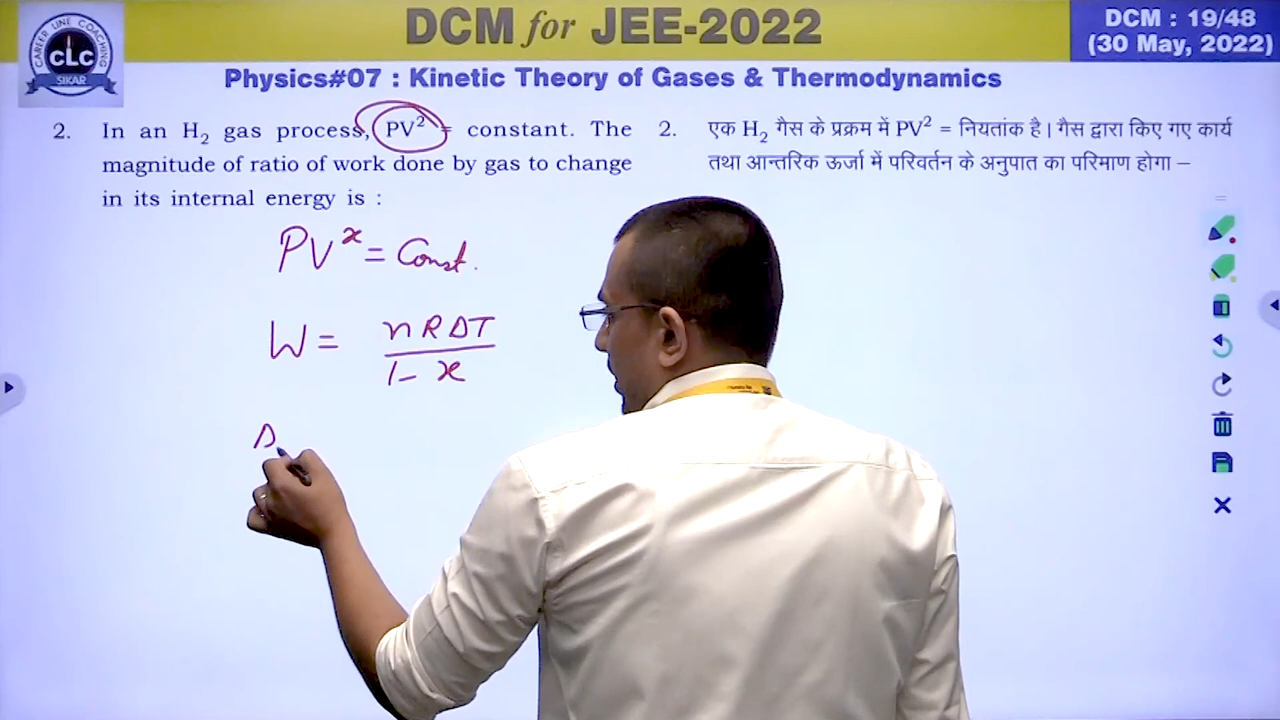 DCM for JEE-2022
DCM : 19/48
(30 May, 2022)
CAREER LINE COACHING
CLC
SIKAR
Physics#07 : Kinetic Theory of Gases & Thermodynamics
2. In an H₂ gas process, PV² = constant. The
magnitude of ratio of work done by gas to change
in its internal energy is :
2. एक H₂ गैस के प्रक्रम में PV² = नियतांक है। गैस द्वारा किए गए कार्य
तथा आन्तरिक ऊर्जा में परिवर्तन के अनुपात का परिमाण होगा –
PVˣ = Const.
W = nRΔT
1 - x
Δ